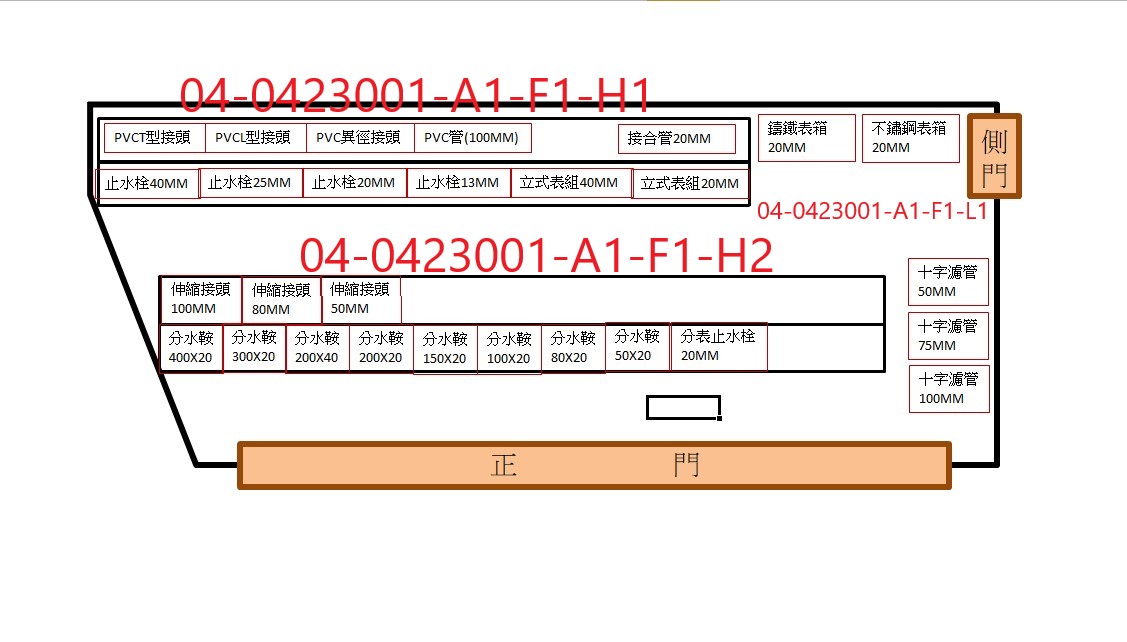 04-0423001-A1-F1-H1
PVCT型接頭 PVCL型接頭 PVC異徑接頭 PVC管(100MM) 接合管20MM
鑄鐵表箱
20MM
不鏽鋼表箱
20MM
側
門
止水栓40MM 止水栓25MM 止水栓20MM 止水栓13MM 立式表組40MM 立式表組20MM
04-0423001-A1-F1-L1
04-0423001-A1-F1-H2
伸縮接頭
100MM
伸縮接頭
80MM
伸縮接頭
50MM
分水鞍
400X20
分水鞍
300X20
分水鞍
200X40
分水鞍
200X20
分水鞍
150X20
分水鞍
100X20
分水鞍
80X20
分水鞍
50X20
分表止水栓
20MM
十字濾管
50MM
十字濾管
75MM
十字濾管
100MM
正 門